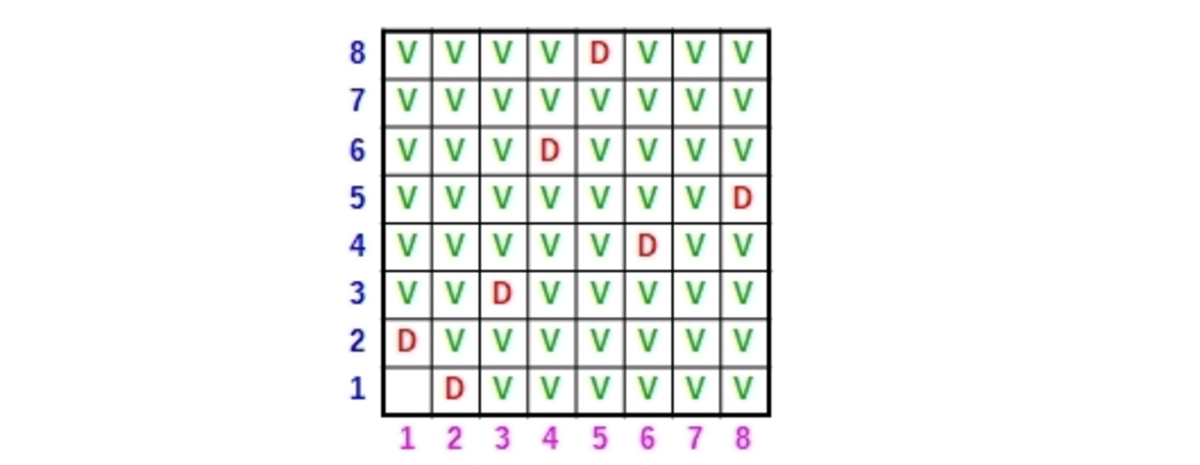 8 V V V V D V V V
7 V V V V V V V V
6 V V V D V V V V
5 V V V V V V V D
4 V V V V V D V V
3 V V D V V V V V
2 D V V V V V V V
1 D V V V V V V
1 2 3 4 5 6 7 8